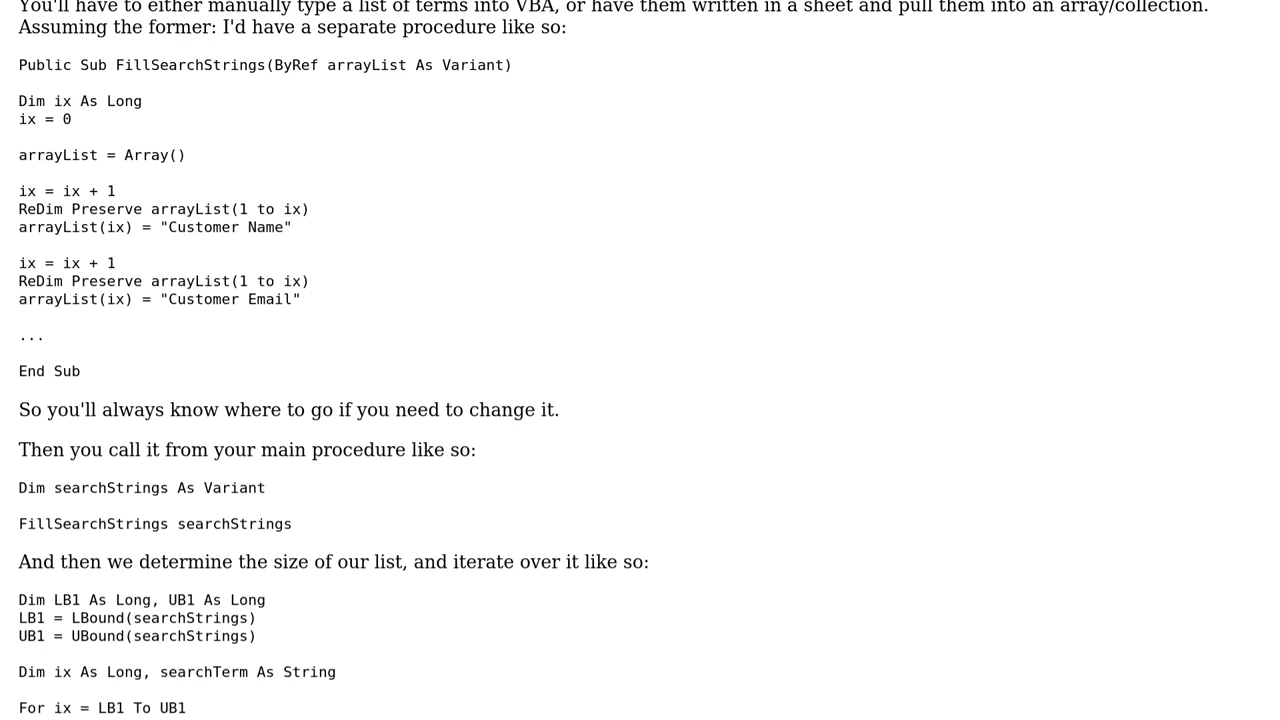 You'll have to either manually type a list of terms into VBA, or have them written in a sheet and pull them into an array/collection.
Assuming the former: I'd have a separate procedure like so:
Public Sub FillSearchStrings(ByRef arrayList As Variant)
Dim ix As Long
ix = 0
arrayList = Array()
ix = ix + 1
ReDim Preserve arrayList(1 to ix)
arrayList(ix) = "Customer Name"
ix = ix + 1
ReDim Preserve arrayList(1 to ix)
arrayList(ix) = "Customer Email"
...
End Sub
So you'll always know where to go if you need to change it.
Then you call it from your main procedure like so:
Dim searchStrings As Variant
FillSearchStrings searchStrings
And then we determine the size of our list, and iterate over it like so:
Dim LB1 As Long, UB1 As Long
LB1 = LBound(searchStrings)
UB1 = UBound(searchStrings)
Dim ix As Long, searchTerm As String
For ix = LB1 To UB1